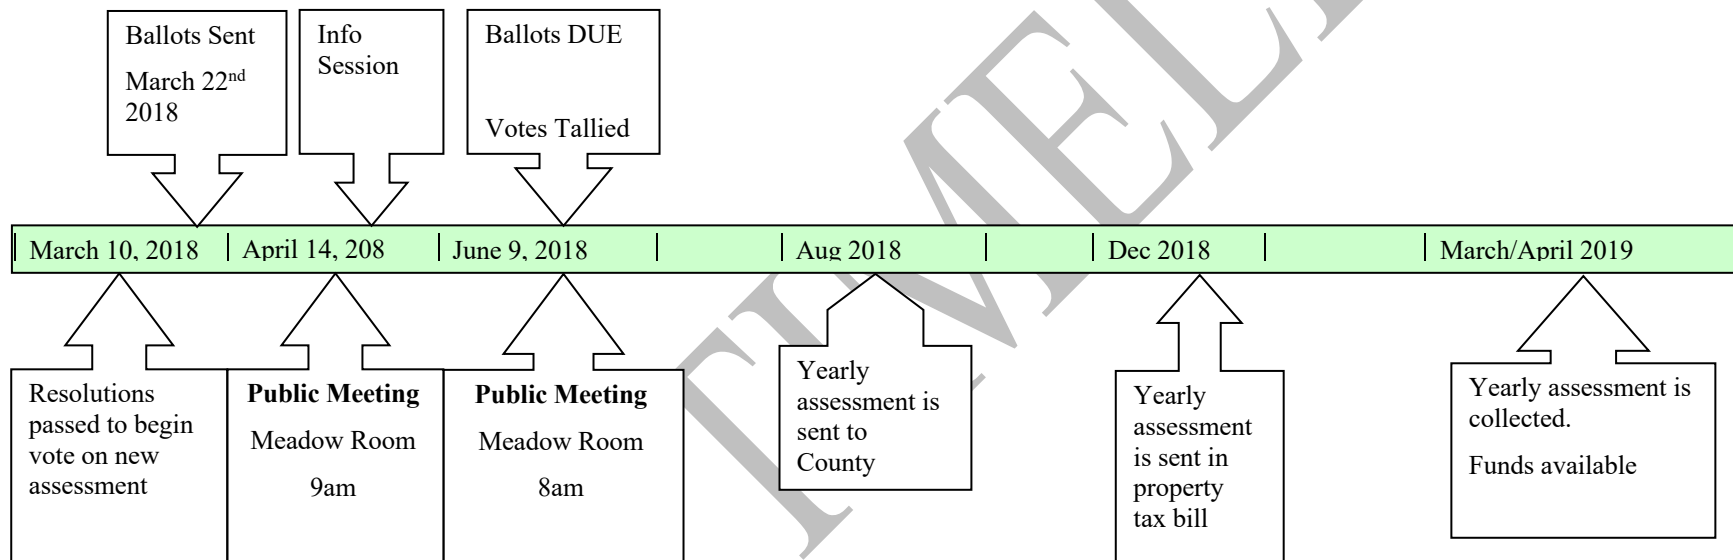 Ballots Sent
March 22nd
2018
Info
Session
Ballots DUE
Votes Tallied
March 10, 2018
April 14, 208
June 9, 2018
Aug 2018
Dec 2018
March/April 2019
Resolutions
passed to begin
vote on new
assessment
Public Meeting
Meadow Room
9am
Public Meeting
Meadow Room
8am
Yearly
assessment is
sent to
County
Yearly
assessment
is sent in
property
tax bill
Yearly assessment is
collected.
Funds available